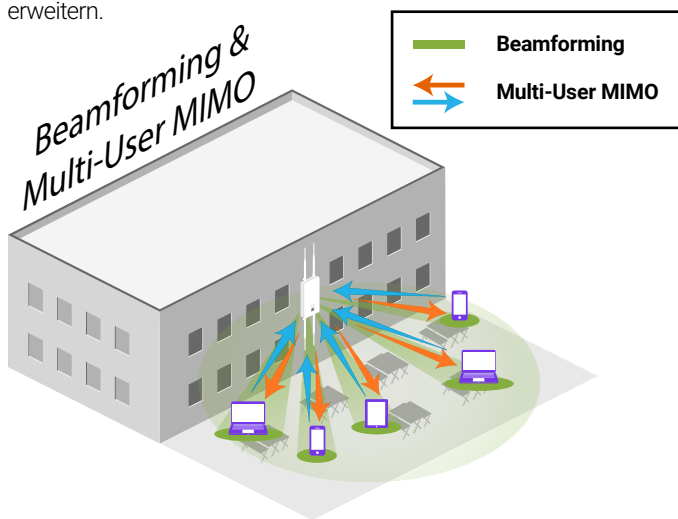 erweitern.
Beamforming &
Multi-User MIMO
Beamforming
Multi-User MIMO